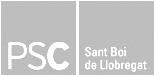 PSC
Sant Boi
de Llobregat